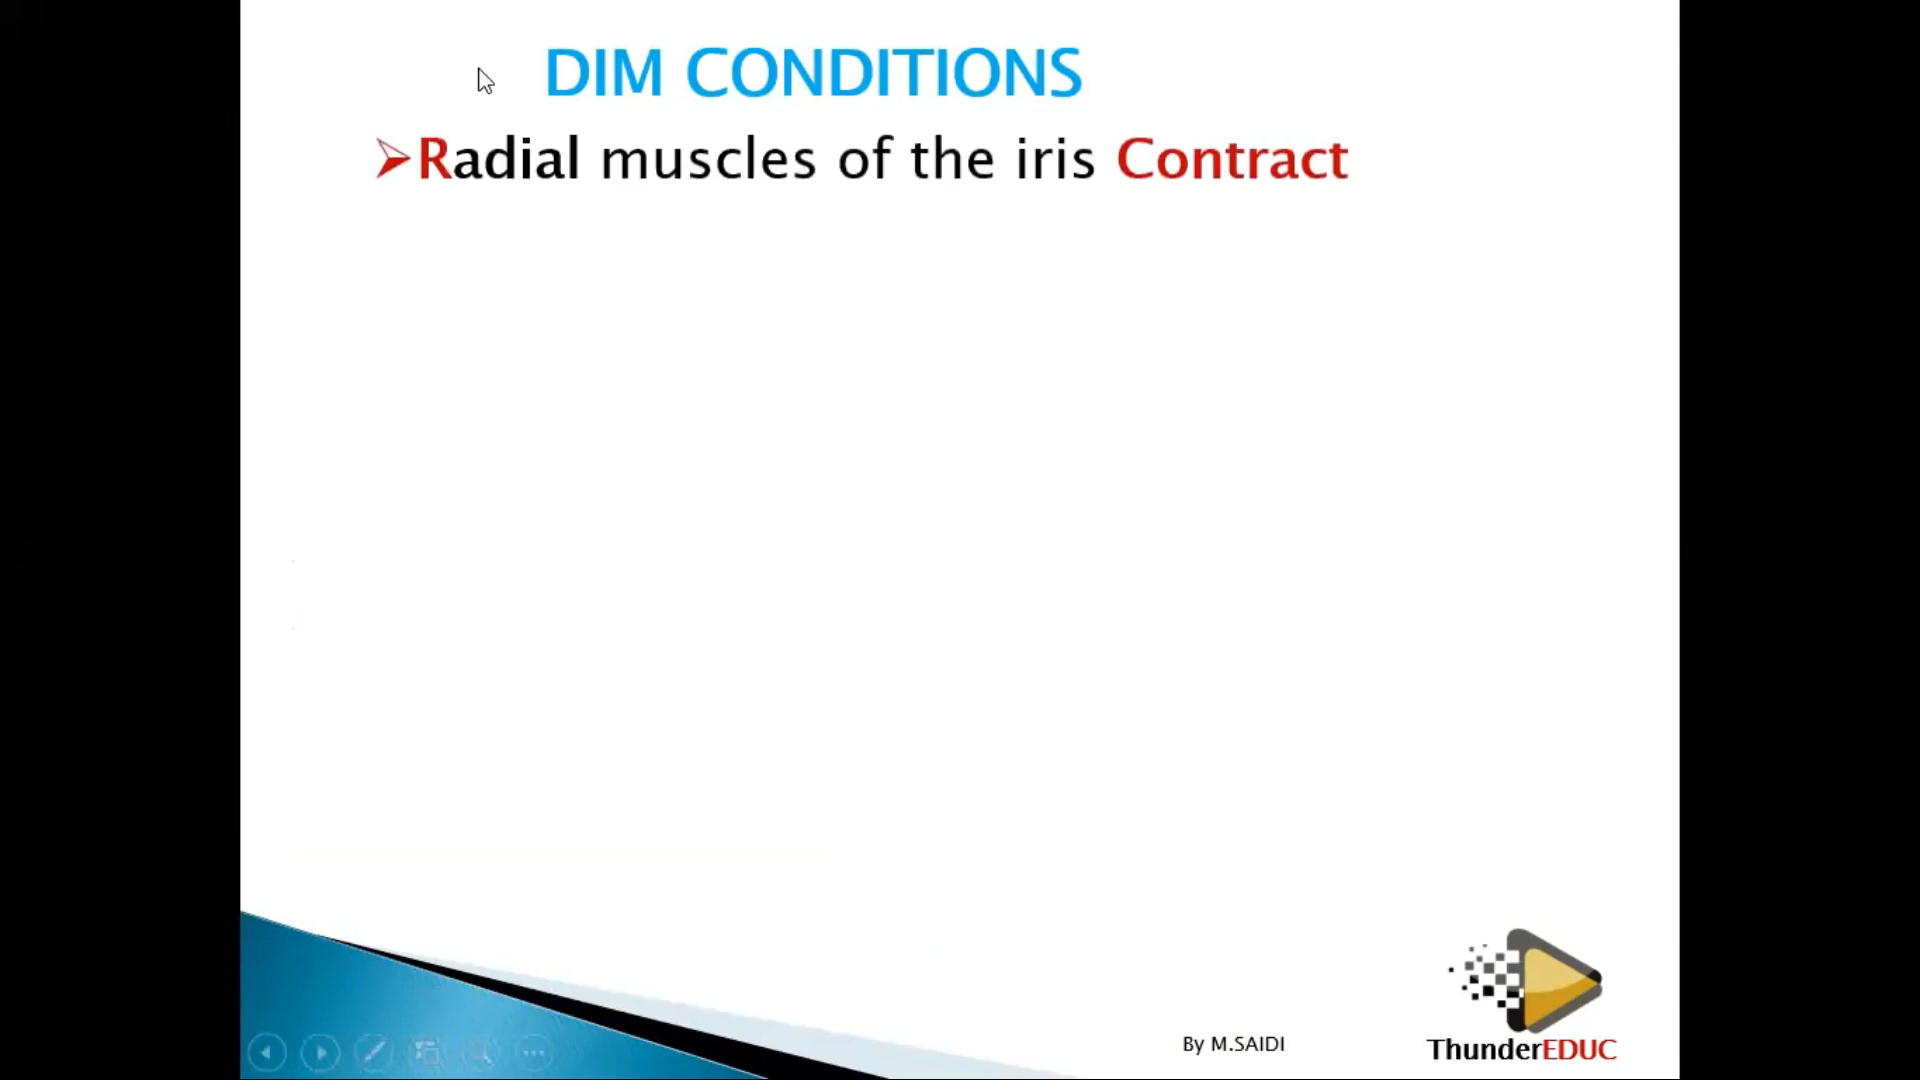 DIM CONDITIONS
➢Radial muscles of the iris Contract
By M.SAIDI
ThunderEDUC